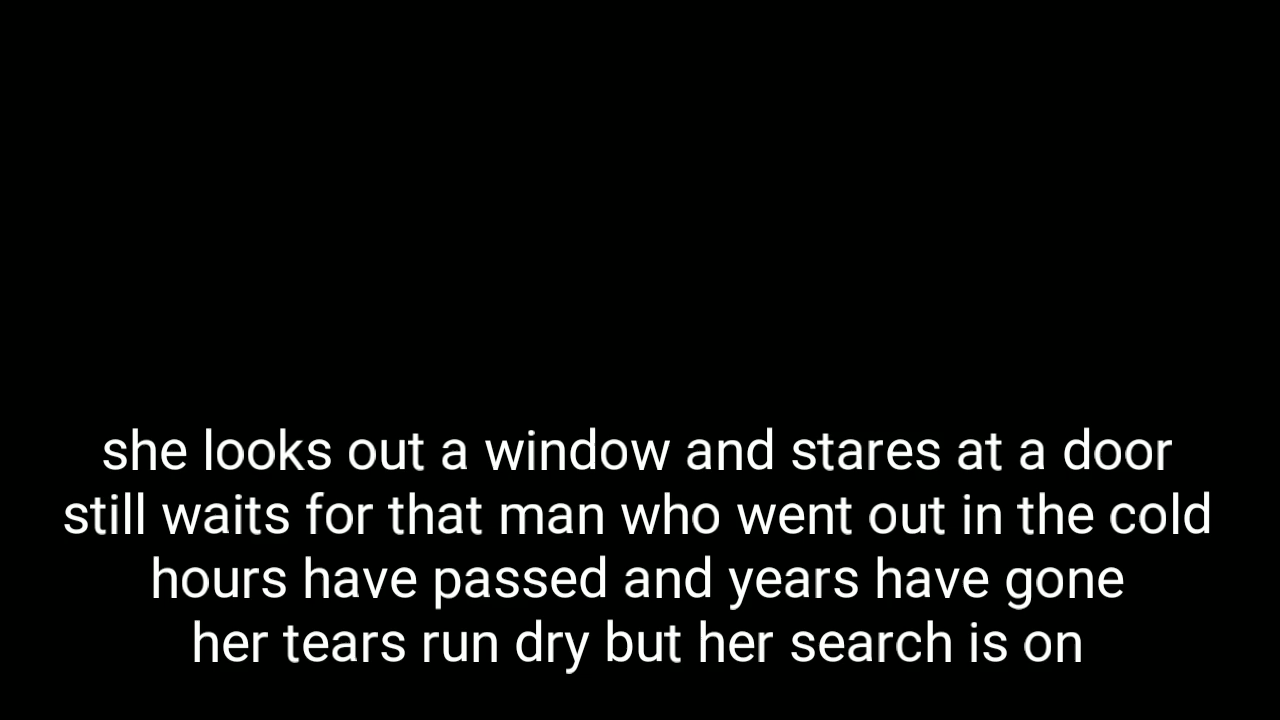 she looks out a window and stares at a door
still waits for that man who went out in the cold
hours have passed and years have gone
her tears run dry but her search is on